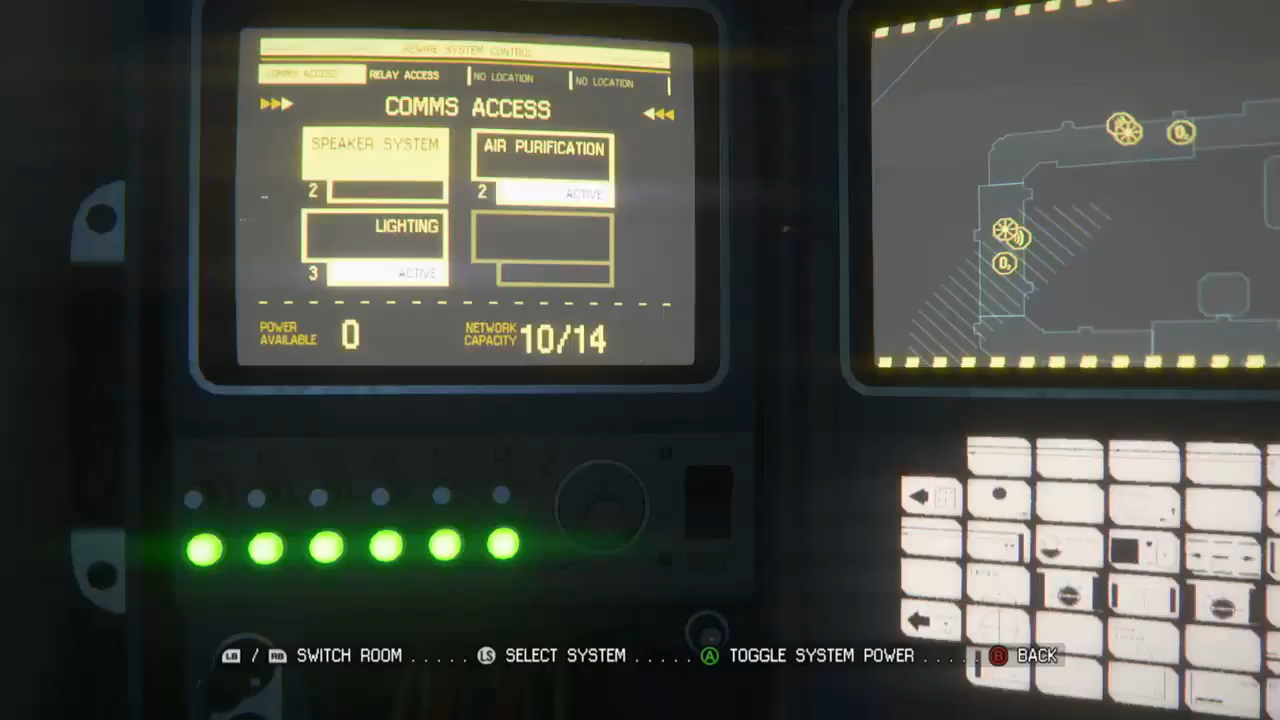 REWIRE SYSTEM CONTROL
COMMS ACCESS RELAY ACCESS NO LOCATION NO LOCATION
COMMS ACCESS
SPEAKER SYSTEM AIR PURIFICATION
2 2 ACTIVE
LIGHTING
3 ACTIVE
POWER AVAILABLE 0 NETWORK CAPACITY 10/14
O₂
O₂
LB / RB SWITCH ROOM . . . . . LS SELECT SYSTEM . . . . . A TOGGLE SYSTEM POWER . . . . . B BACK